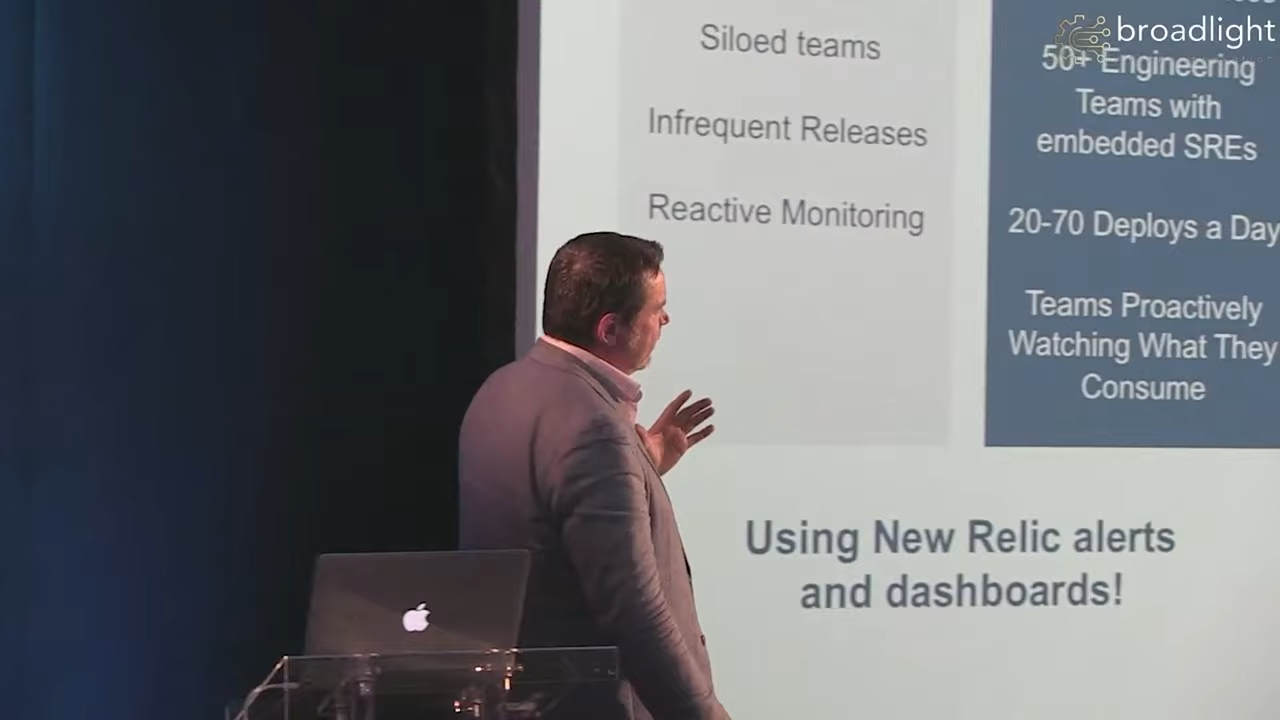 broadlight
Siloed teams
Infrequent Releases
Reactive Monitoring
50+ Engineering
Teams with
embedded SREs
20-70 Deploys a Day
Teams Proactively
Watching What They
Consume
Using New Relic alerts
and dashboards!